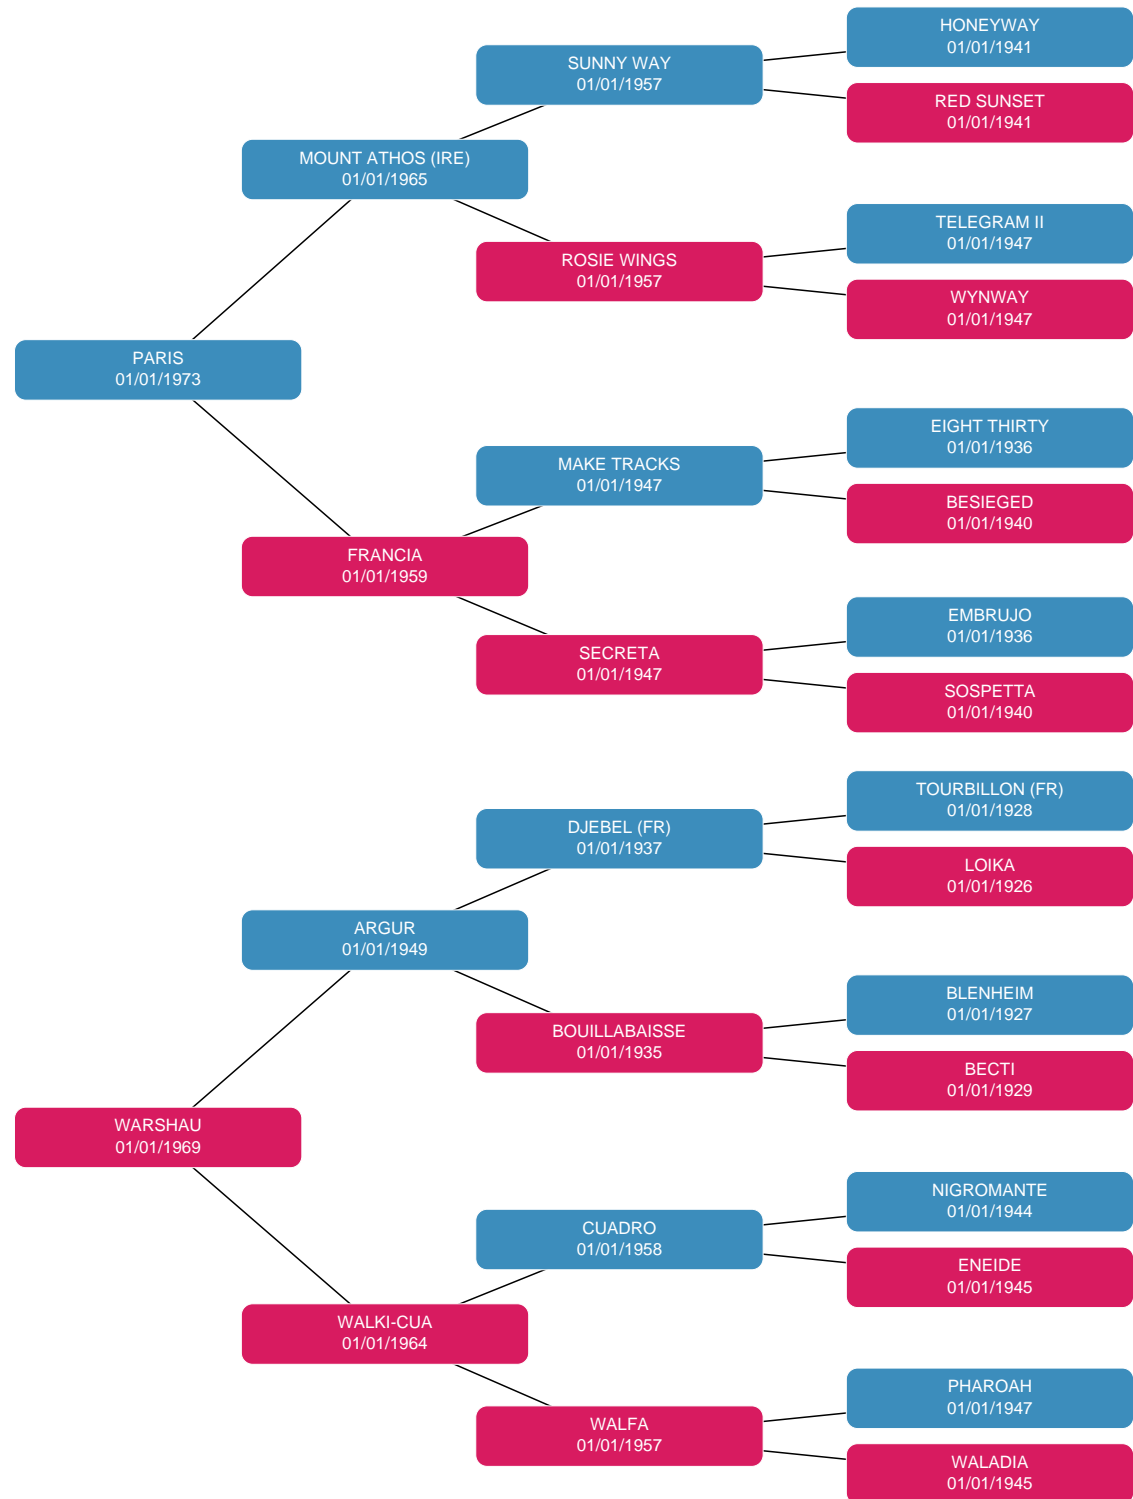 HONEYWAY
01/01/1941
SUNNY WAY
01/01/1957
RED SUNSET
01/01/1941
MOUNT ATHOS (IRE)
01/01/1965
TELEGRAM II
01/01/1947
ROSIE WINGS
01/01/1957
WYNWAY
01/01/1947
PARIS
01/01/1973
EIGHT THIRTY
01/01/1936
MAKE TRACKS
01/01/1947
BESIEGED
01/01/1940
FRANCIA
01/01/1959
EMBRUJO
01/01/1936
SECRETA
01/01/1947
SOSPETTA
01/01/1940
TOURBILLON (FR)
01/01/1928
DJEBEL (FR)
01/01/1937
LOIKA
01/01/1926
ARGUR
01/01/1949
BLENHEIM
01/01/1927
BOUILLABAISSE
01/01/1935
BECTI
01/01/1929
WARSHAU
01/01/1969
NIGROMANTE
01/01/1944
CUADRO
01/01/1958
ENEIDE
01/01/1945
WALKI-CUA
01/01/1964
PHAROAH
01/01/1947
WALFA
01/01/1957
WALADIA
01/01/1945